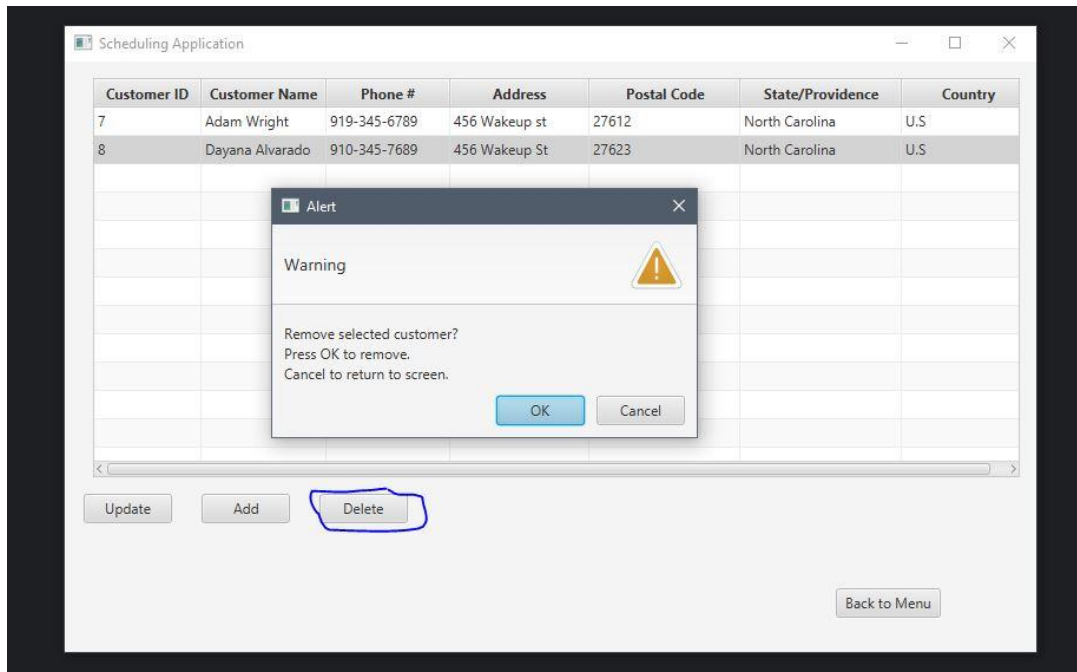 Scheduling Application
Customer ID Customer Name Phone # Address Postal Code State/Providence Country
7 Adam Wright 919-345-6789 456 Wakeup st 27612 North Carolina U.S
8 Dayana Alvarado 910-345-7689 456 Wakeup St 27623 North Carolina U.S
Alert
Warning
Remove selected customer?
Press OK to remove.
Cancel to return to screen.
OK Cancel
Update Add Delete
Back to Menu